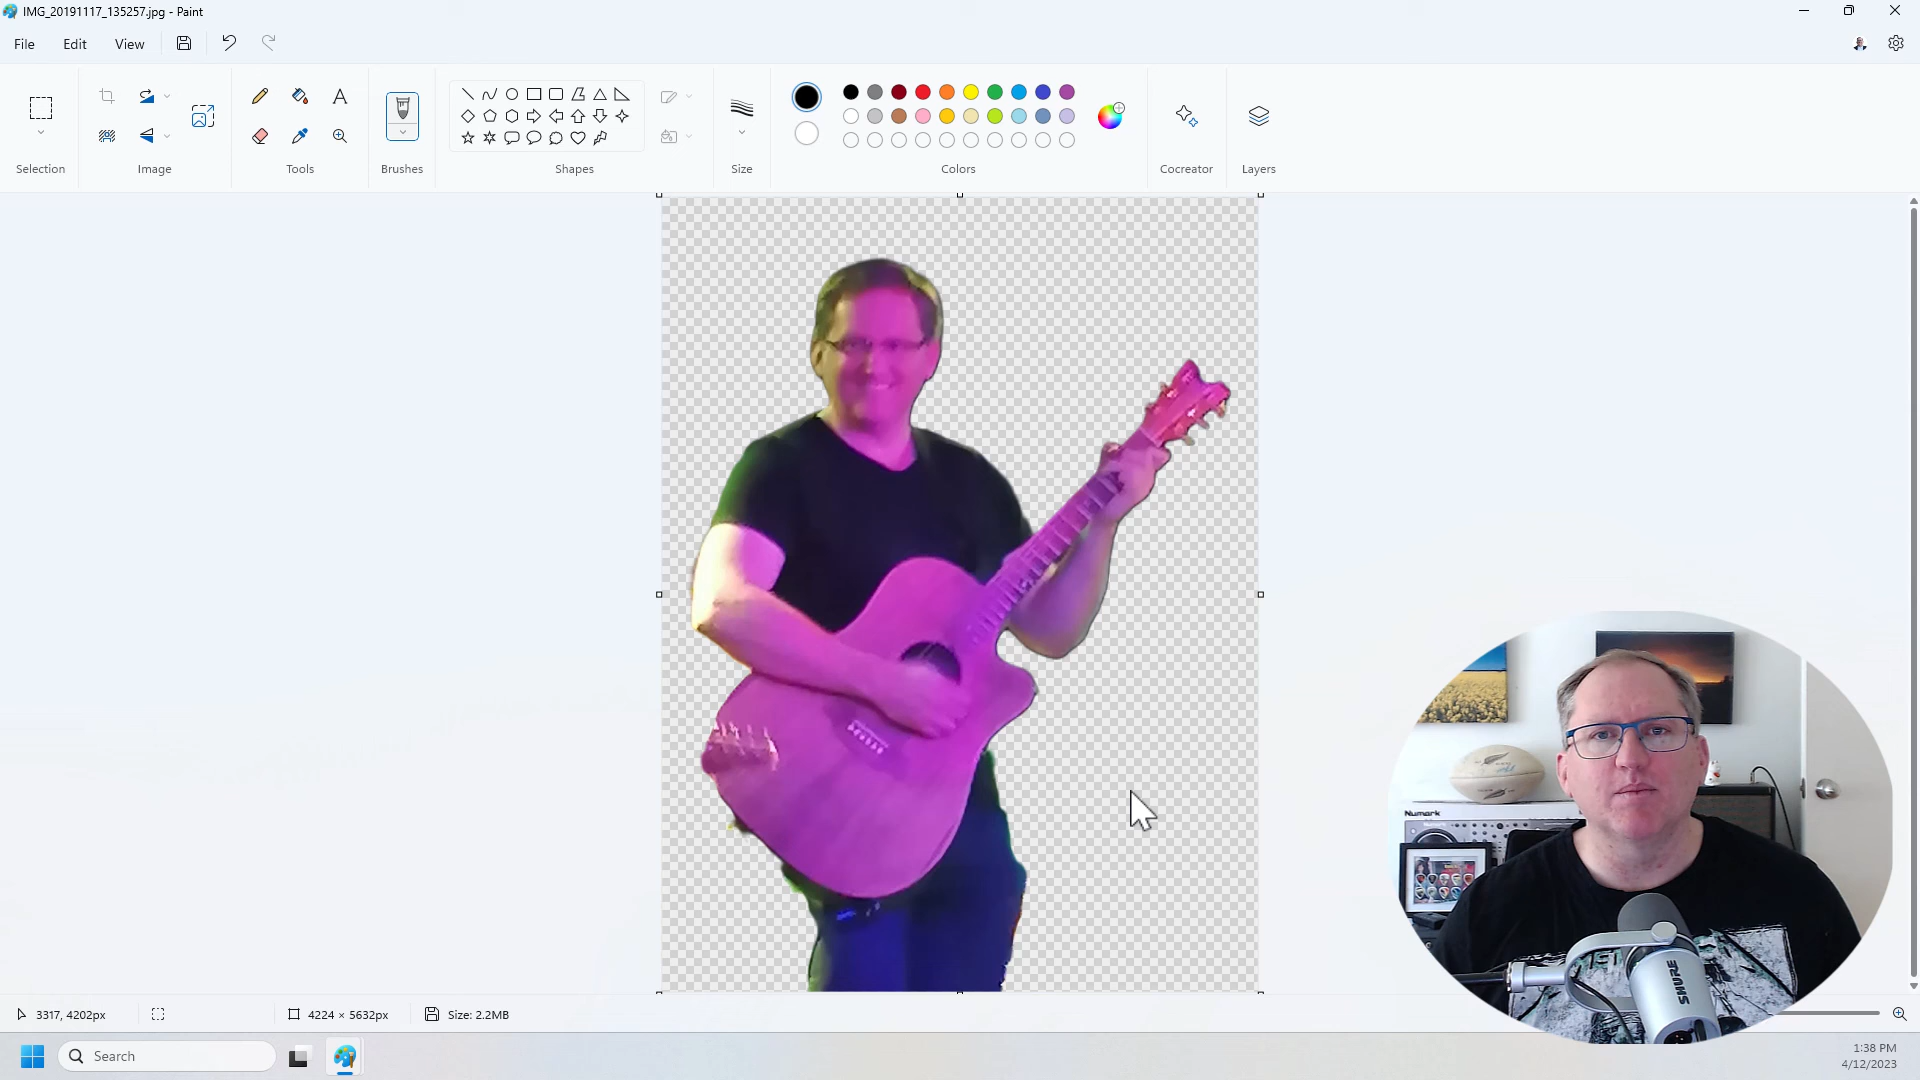 IMG_20191117_135257.jpg - Paint
File Edit View
Selection Image Tools Brushes Shapes Size Colors Cocreator Layers
Numark
SHURE
3317, 4202px 4224 × 5632px Size: 2.2MB
Search
1:38 PM
4/12/2023